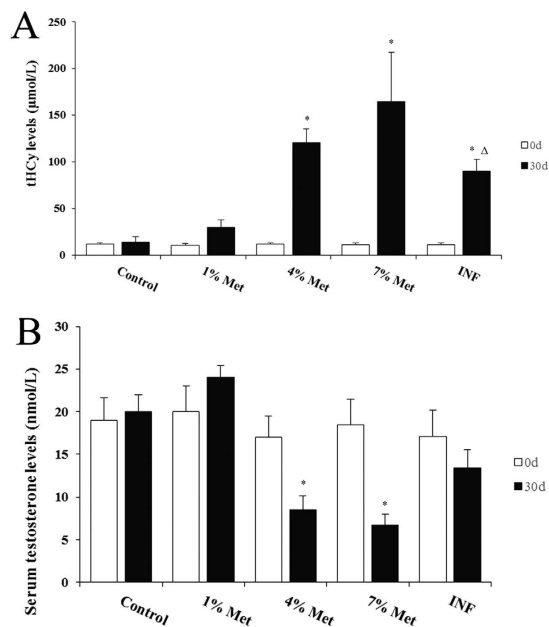 A
250
200
150
100
50
0
tHCy levels (μmol/L)
*
*
* Δ
0d
30d
Control
1% Met
4% Met
7% Met
INF
B
30
25
20
15
10
5
0
Serum testosterone levels (nmol/L)
*
*
0d
30d
Control
1% Met
4% Met
7% Met
INF